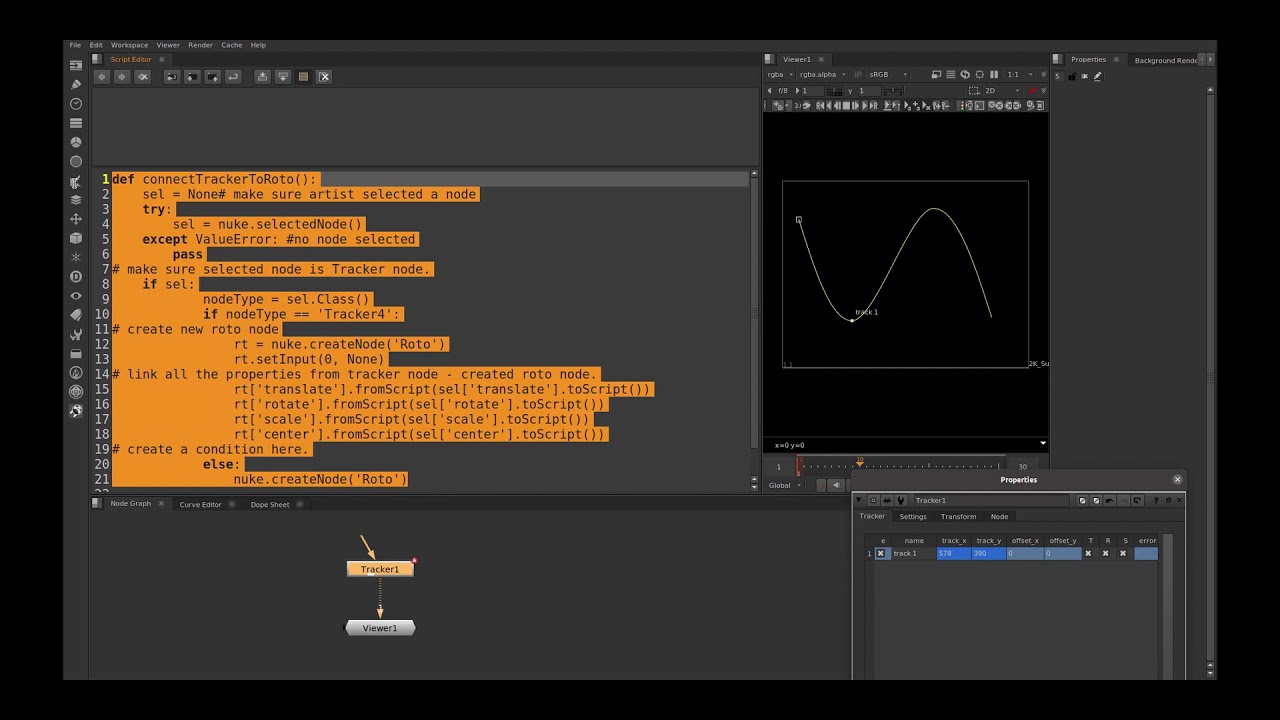 File Edit Workspace Viewer Render Cache Help
Script Editor
1 def connectTrackerToRoto():
2 sel = None# make sure artist selected a node
3 try:
4 sel = nuke.selectedNode()
5 except ValueError: #no node selected
6 pass
7 # make sure selected node is Tracker node.
8 if sel:
9 nodeType = sel.Class()
10 if nodeType == 'Tracker4':
11 # create new roto node
12 rt = nuke.createNode('Roto')
13 rt.setInput(0, None)
14 # link all the properties from tracker node - created roto node.
15 rt['translate'].fromScript(sel['translate'].toScript())
16 rt['rotate'].fromScript(sel['rotate'].toScript())
17 rt['scale'].fromScript(sel['scale'].toScript())
18 rt['center'].fromScript(sel['center'].toScript())
19 # create a condition here.
20 else:
21 nuke.createNode('Roto')
Viewer1
rgba rgba.alpha IP sRGB 1:1
f/8 1 γ 1 2D
track 1
2K_Su
x=0 y=0
1 10 30
Global
Properties Background Rende
5
Node Graph Curve Editor Dope Sheet
Tracker1
1
Viewer1
Properties
Tracker1
Tracker Settings Transform Node
e name track_x track_y offset_x offset_y T R S error
1 track 1 578 390 0 0